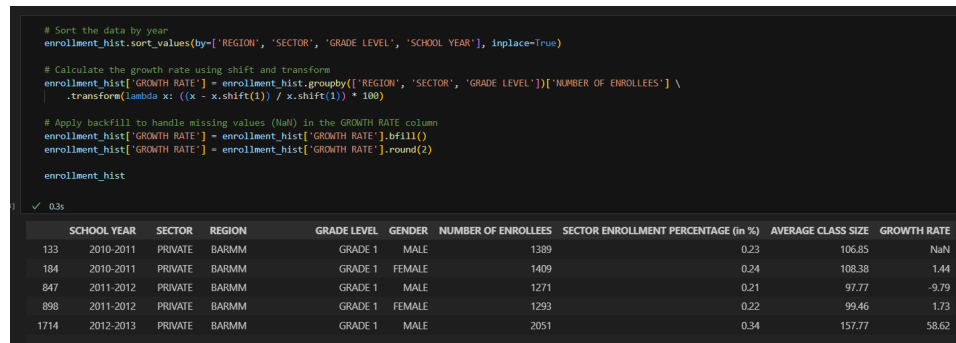 # Sort the data by year
enrollment_hist.sort_values(by=['REGION', 'SECTOR', 'GRADE LEVEL', 'SCHOOL YEAR'], inplace=True)
# Calculate the growth rate using shift and transform
enrollment_hist['GROWTH RATE'] = enrollment_hist.groupby(['REGION', 'SECTOR', 'GRADE LEVEL'])['NUMBER OF ENROLLEES'] \
.transform(lambda x: ((x - x.shift(1)) / x.shift(1)) * 100)
# Apply backfill to handle missing values (NaN) in the GROWTH RATE column
enrollment_hist['GROWTH RATE'] = enrollment_hist['GROWTH RATE'].bfill()
enrollment_hist['GROWTH RATE'] = enrollment_hist['GROWTH RATE'].round(2)
enrollment_hist
✓ 0.3s
SCHOOL YEAR SECTOR REGION GRADE LEVEL GENDER NUMBER OF ENROLLEES SECTOR ENROLLMENT PERCENTAGE (in %) AVERAGE CLASS SIZE GROWTH RATE
133 2010-2011 PRIVATE BARMM GRADE 1 MALE 1389 0.23 106.85 NaN
184 2010-2011 PRIVATE BARMM GRADE 1 FEMALE 1409 0.24 108.38 1.44
847 2011-2012 PRIVATE BARMM GRADE 1 MALE 1271 0.21 97.77 -9.79
898 2011-2012 PRIVATE BARMM GRADE 1 FEMALE 1293 0.22 99.46 1.73
1714 2012-2013 PRIVATE BARMM GRADE 1 MALE 2051 0.34 157.77 58.62